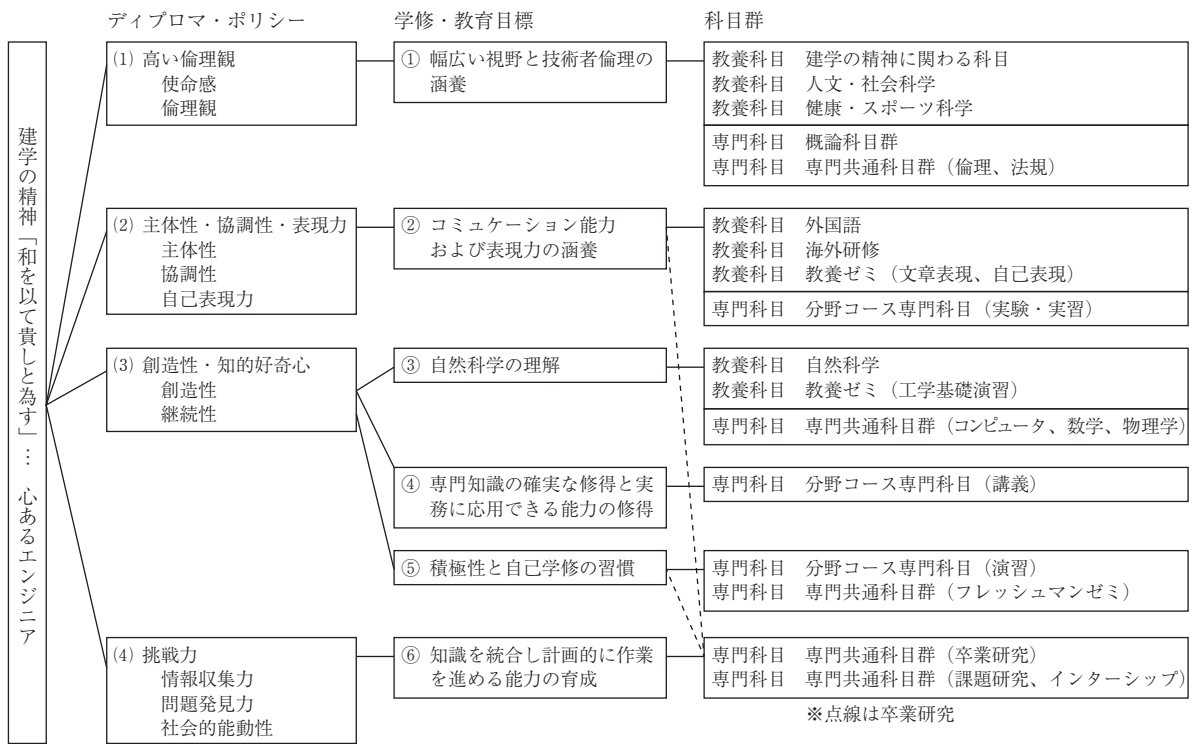 ディプロマ・ポリシー
学修・教育目標
科目群
建学の精神「和を以て貴しと為す」… 心あるエンジニア
⑴ 高い倫理観
使命感
倫理観
① 幅広い視野と技術者倫理の
涵養
教養科目 建学の精神に関わる科目
教養科目 人文・社会科学
教養科目 健康・スポーツ科学
専門科目 概論科目群
専門科目 専門共通科目群（倫理、法規）
⑵ 主体性・協調性・表現力
主体性
協調性
自己表現力
② コミュケーション能力
および表現力の涵養
教養科目 外国語
教養科目 海外研修
教養科目 教養ゼミ（文章表現、自己表現）
専門科目 分野コース専門科目（実験・実習）
⑶ 創造性・知的好奇心
創造性
継続性
③ 自然科学の理解
教養科目 自然科学
教養科目 教養ゼミ（工学基礎演習）
専門科目 専門共通科目群（コンピュータ、数学、物理学）
④ 専門知識の確実な修得と実
務に応用できる能力の修得
専門科目 分野コース専門科目（講義）
⑤ 積極性と自己学修の習慣
専門科目 分野コース専門科目（演習）
専門科目 専門共通科目群（フレッシュマンゼミ）
⑷ 挑戦力
情報収集力
問題発見力
社会的能動性
⑥ 知識を統合し計画的に作業
を進める能力の育成
専門科目 専門共通科目群（卒業研究）
専門科目 専門共通科目群（課題研究、インターシップ）
※点線は卒業研究